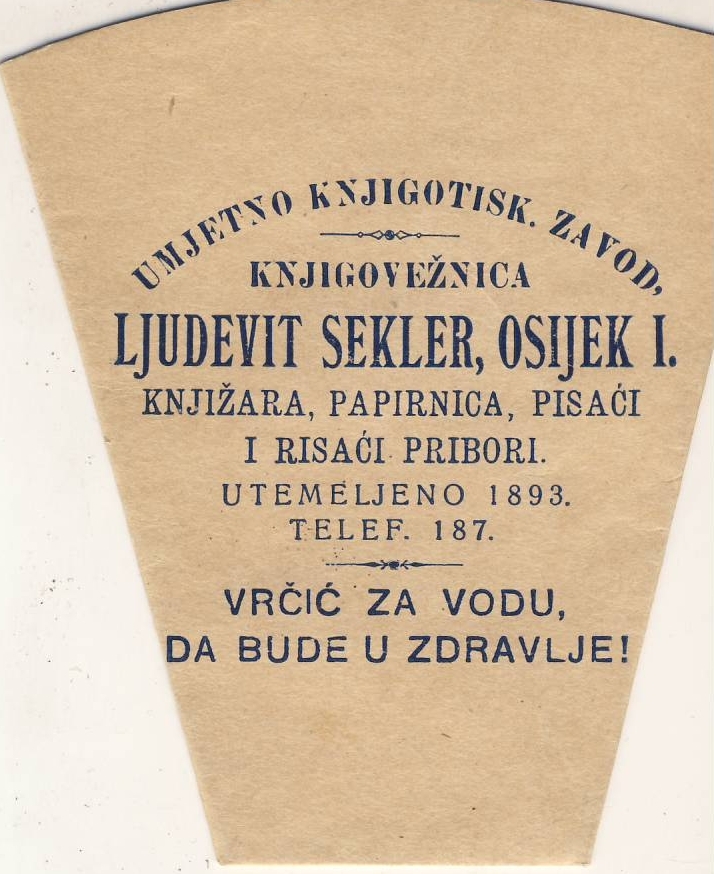 UMJETNO KNJIGOTISK. ZAVOD,
KNJIGOVEŽNICA
LJUDEVIT SEKLER, OSIJEK I.
KNJIŽARA, PAPIRNICA, PISAĆI
I RISAĆI PRIBORI.
UTEMELJENO 1893.
TELEF. 187.
VRČIĆ ZA VODU,
DA BUDE U ZDRAVLJE!